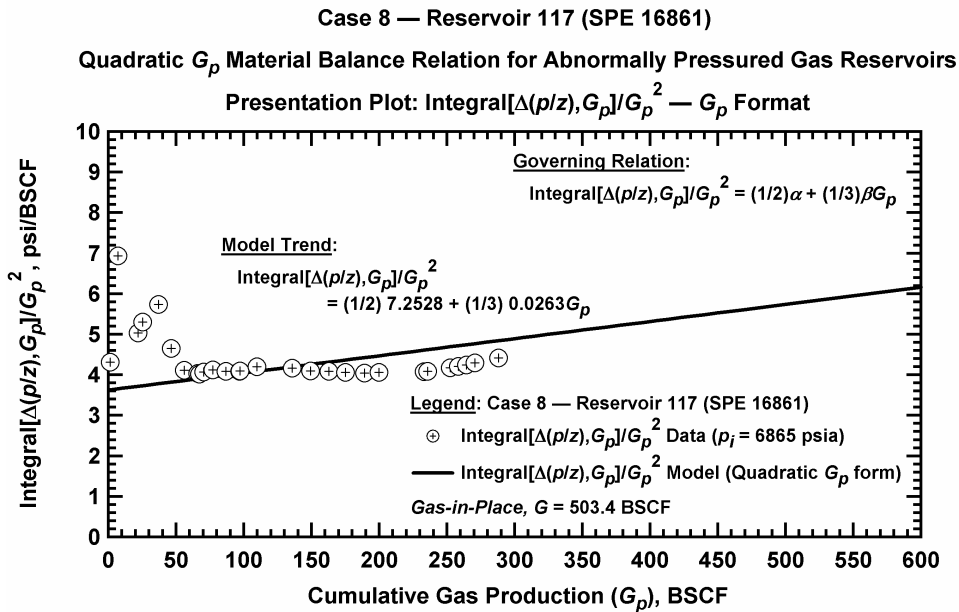 Case 8 — Reservoir 117 (SPE 16861)
Quadratic Gp Material Balance Relation for Abnormally Pressured Gas Reservoirs
Presentation Plot: Integral[Δ(p/z),Gp]/Gp² — Gp Format
Integral[Δ(p/z),Gp]/Gp², psi/BSCF
10
9
8
7
6
5
4
3
2
1
0
Governing Relation:
Integral[Δ(p/z),Gp]/Gp² = (1/2)α + (1/3)βGp
Model Trend:
Integral[Δ(p/z),Gp]/Gp²
= (1/2) 7.2528 + (1/3) 0.0263Gp
Legend: Case 8 — Reservoir 117 (SPE 16861)
Integral[Δ(p/z),Gp]/Gp² Data (pi = 6865 psia)
Integral[Δ(p/z),Gp]/Gp² Model (Quadratic Gp form)
Gas-in-Place, G = 503.4 BSCF
0 50 100 150 200 250 300 350 400 450 500 550 600
Cumulative Gas Production (Gp), BSCF